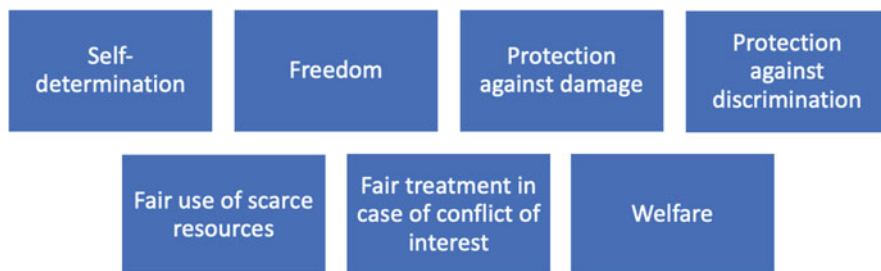 Self-
determination
Freedom
Protection
against damage
Protection
against
discrimination
Fair use of scarce
resources
Fair treatment in
case of conflict of
interest
Welfare